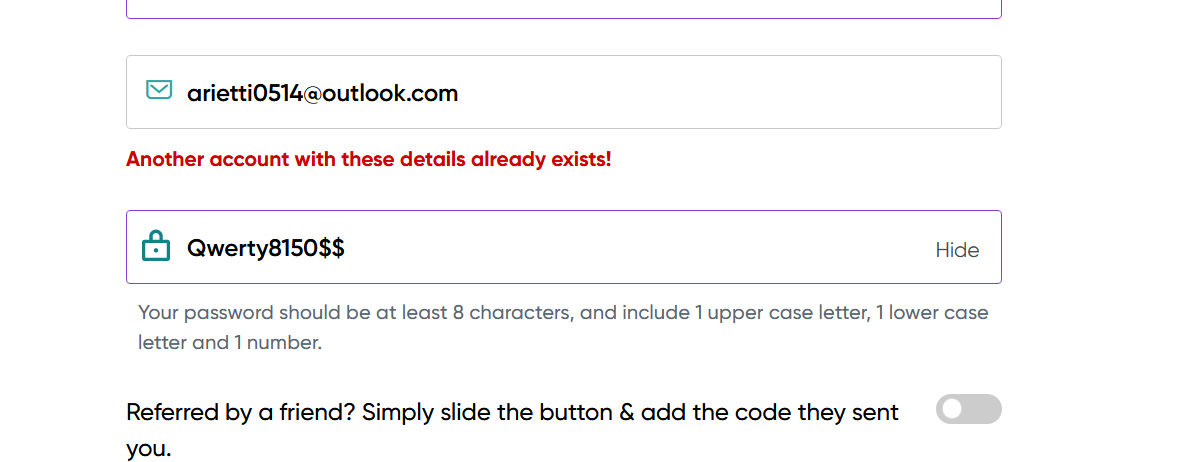 arietti0514@outlook.com
Another account with these details already exists!
Qwerty8150$$
Hide
Your password should be at least 8 characters, and include 1 upper case letter, 1 lower case
letter and 1 number.
Referred by a friend? Simply slide the button & add the code they sent
you.